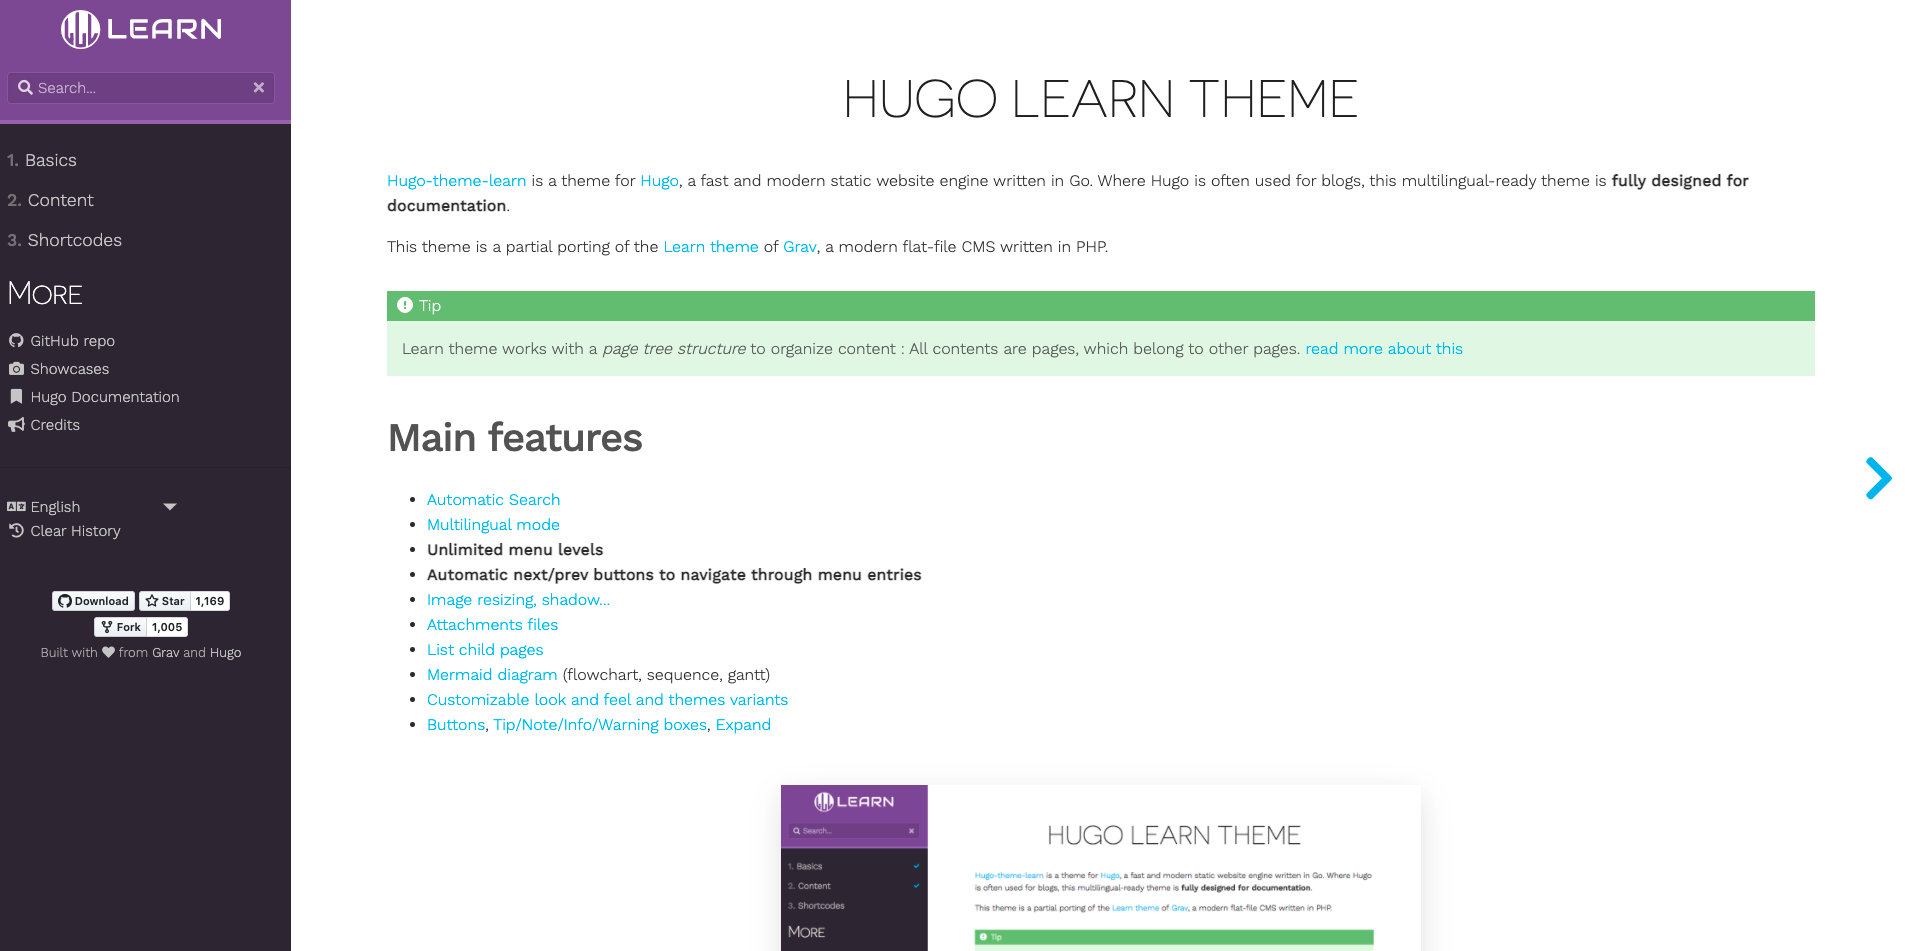 LEARN
Search...
1. Basics
2. Content
3. Shortcodes
MORE
GitHub repo
Showcases
Hugo Documentation
Credits
English
Clear History
Download Star 1,169
Fork 1,005
Built with from Grav and Hugo
HUGO LEARN THEME
Hugo-theme-learn is a theme for Hugo, a fast and modern static website engine written in Go. Where Hugo is often used for blogs, this multilingual-ready theme is fully designed for
documentation.
This theme is a partial porting of the Learn theme of Grav, a modern flat-file CMS written in PHP.
Tip
Learn theme works with a page tree structure to organize content : All contents are pages, which belong to other pages. read more about this
Main features
Automatic Search
Multilingual mode
Unlimited menu levels
Automatic next/prev buttons to navigate through menu entries
Image resizing, shadow...
Attachments files
List child pages
Mermaid diagram (flowchart, sequence, gantt)
Customizable look and feel and themes variants
Buttons, Tip/Note/Info/Warning boxes, Expand
LEARN
Search...
1. Basics
2. Content
3. Shortcodes
MORE
HUGO LEARN THEME
Hugo-theme-learn is a theme for Hugo, a fast and modern static website engine written in Go. Where Hugo
is often used for blogs, this multilingual-ready theme is fully designed for documentation.
This theme is a partial porting of the Learn theme of Grav, a modern flat-file CMS written in PHP.
Tip